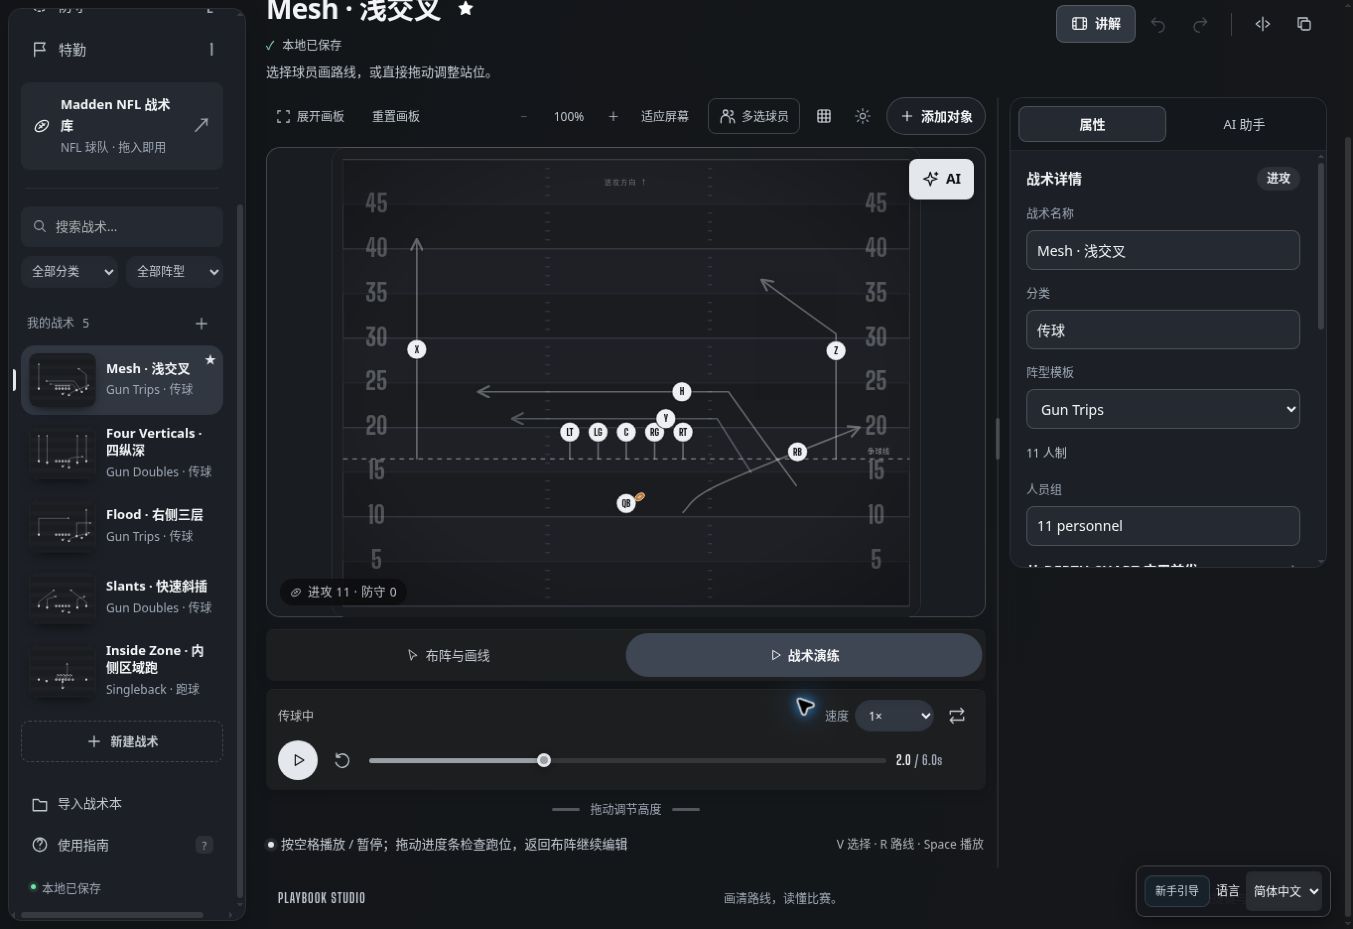 Mesh · 浅交叉 ★
✓ 本地已保存
选择球员画路线，或直接拖动调整站位。
讲解
特勤 1
Madden NFL 战术
库
NFL 球队 · 拖入即用
搜索战术...
全部分类
全部阵型
我的战术 5 +
Mesh · 浅交叉 ★
Gun Trips · 传球
Four Verticals ·
四纵深
Gun Doubles · 传球
Flood · 右侧三层
Gun Trips · 传球
Slants · 快速斜插
Gun Doubles · 传球
Inside Zone · 内
侧区域跑
Singleback · 跑球
+ 新建战术
导入战术本
使用指南 ?
本地已保存
展开画板
重置画板
− 100% +
适应屏幕
多选球员
+ 添加对象
AI
进攻方向 ↑
45 45
40 40
35 35
30 30
X Z
25 25
H
20 Y 20
LT LG C RG RT
RB
争球线
15 15
QB
10 10
5 5
进攻 11 · 防守 0
布阵与画线
战术演练
传球中
速度 1×
2.0 / 6.0s
拖动调节高度
按空格播放 / 暂停；拖动进度条检查跑位，返回布阵继续编辑
V 选择 · R 路线 · Space 播放
PLAYBOOK STUDIO
画清路线，读懂比赛。
属性
AI 助手
战术详情 进攻
战术名称
Mesh · 浅交叉
分类
传球
阵型模板
Gun Trips
11 人制
人员组
11 personnel
新手引导 语言 简体中文